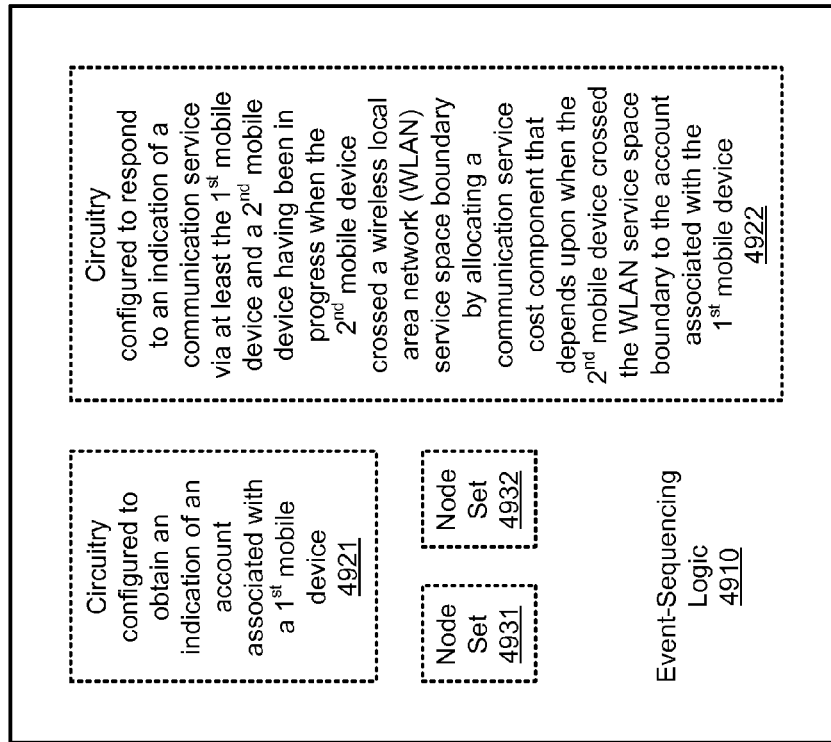 Circuitry
configured to
obtain an
indication of an
account
associated with
a 1st mobile
device
4921
Circuitry
configured to respond
to an indication of a
communication service
via at least the 1st mobile
device and a 2nd mobile
device having been in
progress when the
2nd mobile device
crossed a wireless local
area network (WLAN)
service space boundary
by allocating a
communication service
cost component that
depends upon when the
2nd mobile device crossed
the WLAN service space
boundary to the account
associated with the
1st mobile device
4922
Node
Set
4931
Node
Set
4932
Event-Sequencing
Logic
4910